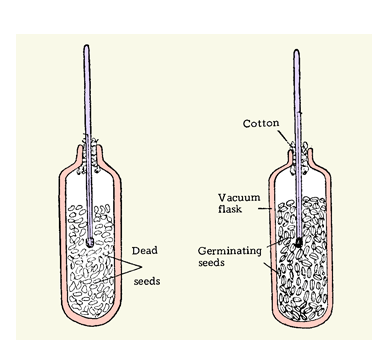 Cotton
Vacuum
flask
Dead
seeds
Germinating
seeds